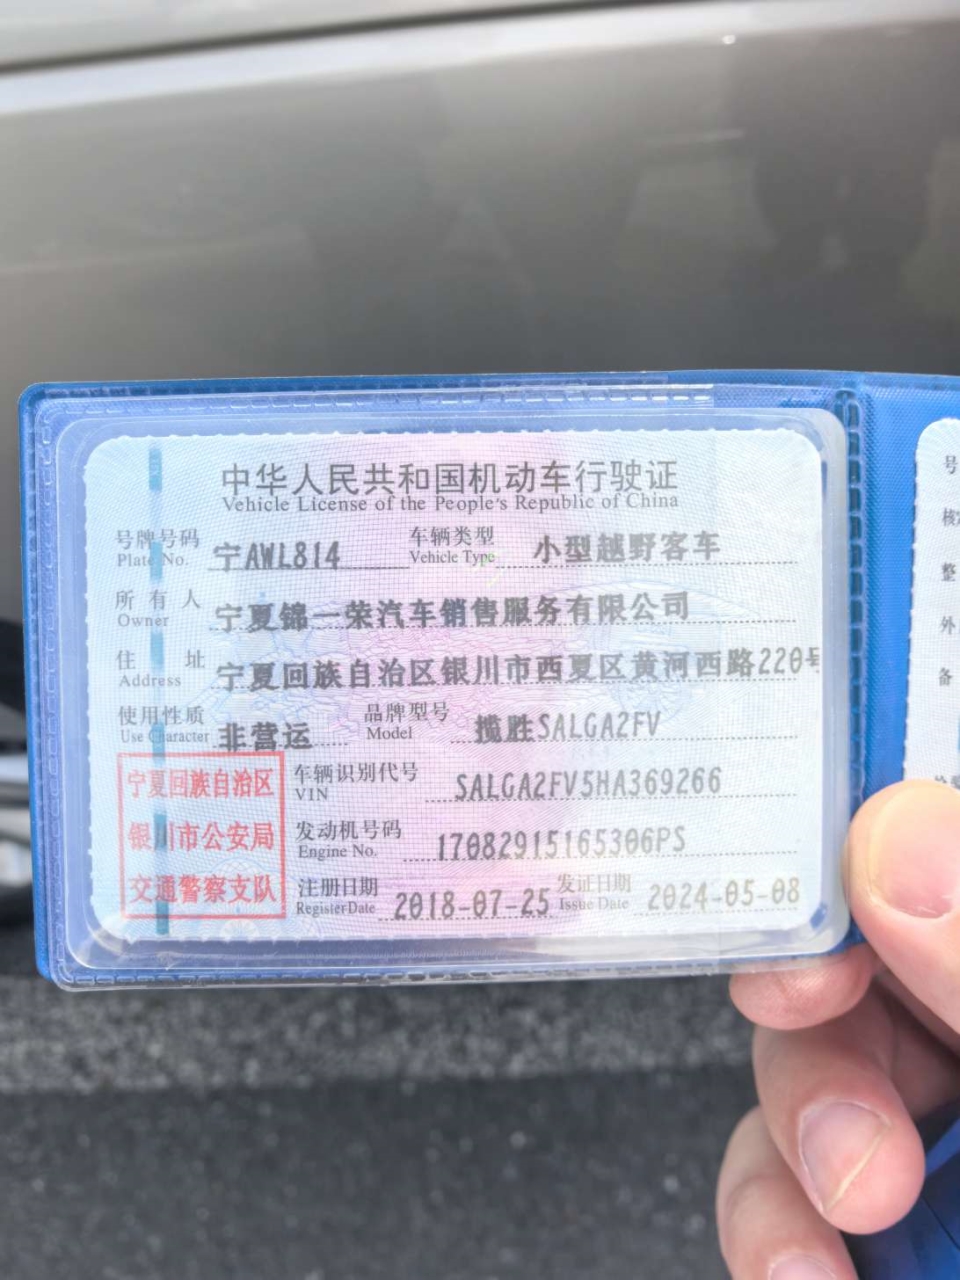 中华人民共和国机动车行驶证
Vehicle License of the People's Republic of China
号牌号码 宁AWL814 车辆类型 小型越野客车
Plate No. Vehicle Type
所有人 宁夏锦一荣汽车销售服务有限公司
Owner
住址 宁夏回族自治区银川市西夏区黄河西路220号
Address
使用性质 非营运 品牌型号 揽胜SALGA2FV
Use Character Model
宁夏回族自治区
银川市公安局
交通警察支队
车辆识别代号 SALGA2FV5HA369266
VIN
发动机号码 17082915165306PS
Engine No.
注册日期 2018-07-25 发证日期 2024-05-08
Register Date Issue Date
号
核
整
外
备